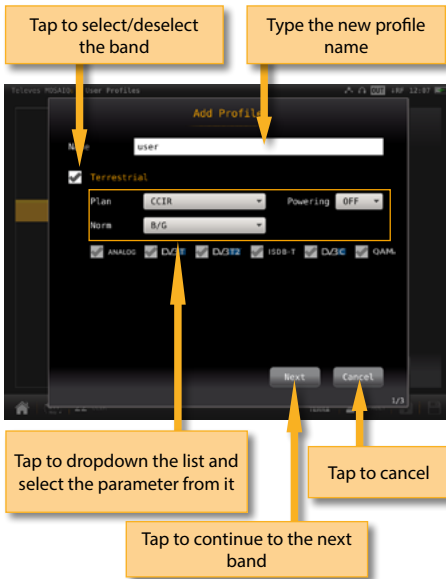 Tap to select/deselect
the band
Type the new profile
name
Televes MOSAIQ6 User Profiles
OUT iRF 12:07
Add Profile
user
Terrestrial
Plan CCIR Powering OFF
Norm B/G
ANALOG DVB T DVB T2 ISDB-T DVB C QAM
Next Cancel
1/3
Tap to dropdown the list and
select the parameter from it
Tap to cancel
Tap to continue to the next
band